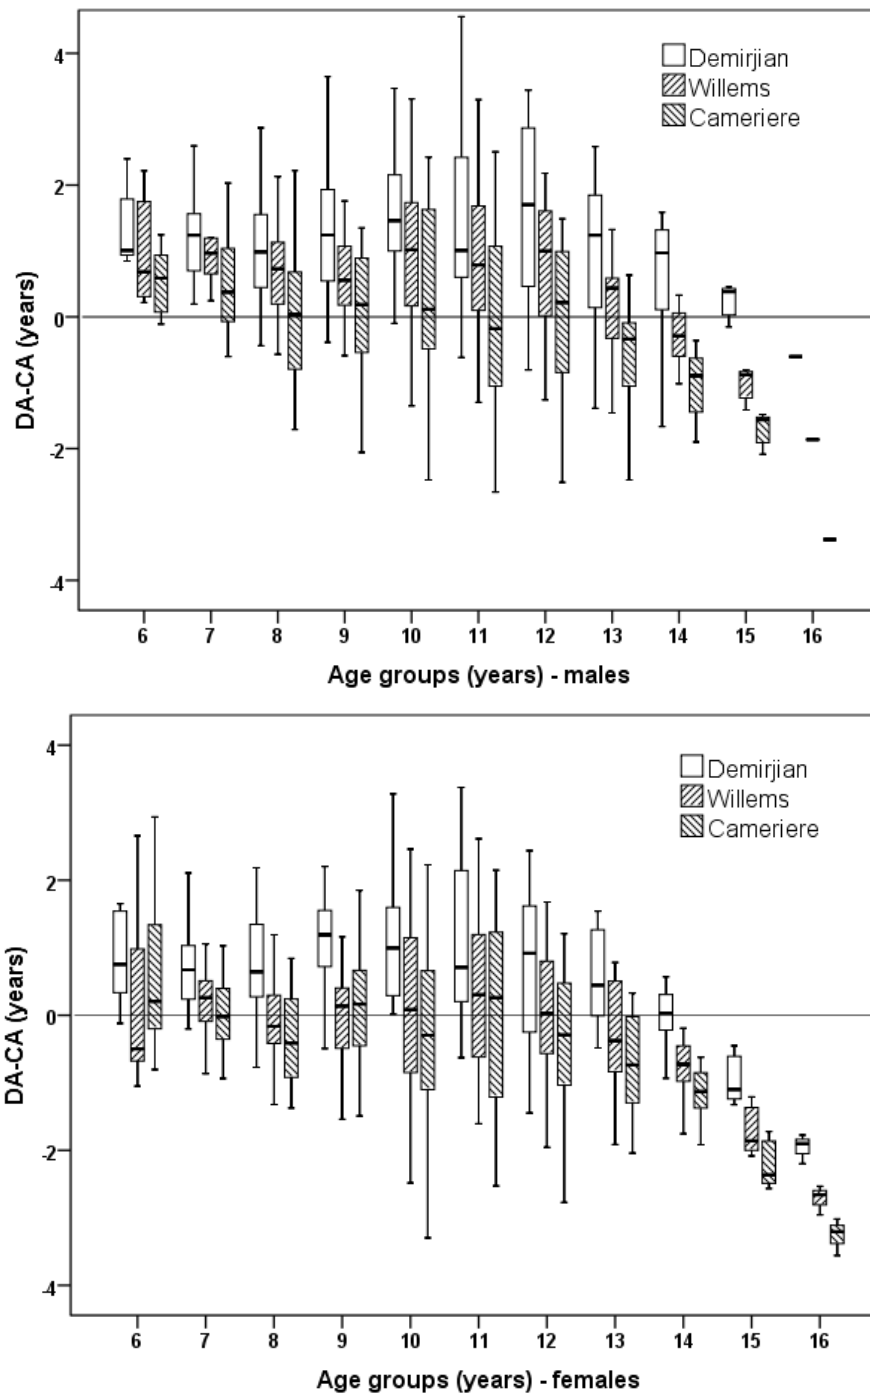 4
2
0
-2
-4
DA-CA (years)
Demirjian
Willems
Cameriere
6 7 8 9 10 11 12 13 14 15 16
Age groups (years) - males
4
2
0
-2
-4
DA-CA (years)
Demirjian
Willems
Cameriere
6 7 8 9 10 11 12 13 14 15 16
Age groups (years) - females